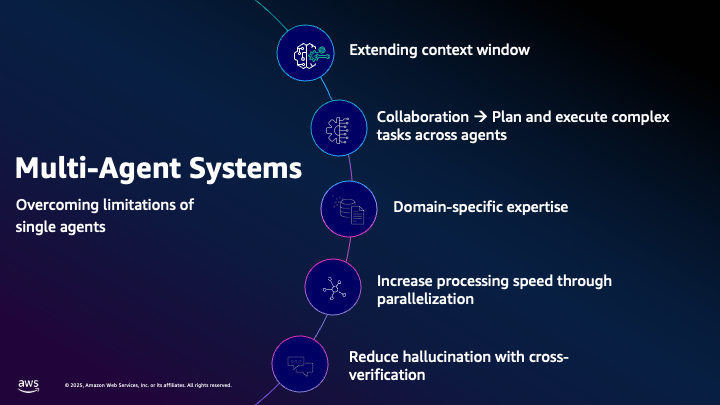 Extending context window
Collaboration → Plan and execute complex
tasks across agents
Multi-Agent Systems
Overcoming limitations of
single agents
Domain-specific expertise
Increase processing speed through
parallelization
Reduce hallucination with cross-
verification
aws
© 2025, Amazon Web Services, Inc. or its affiliates. All rights reserved.